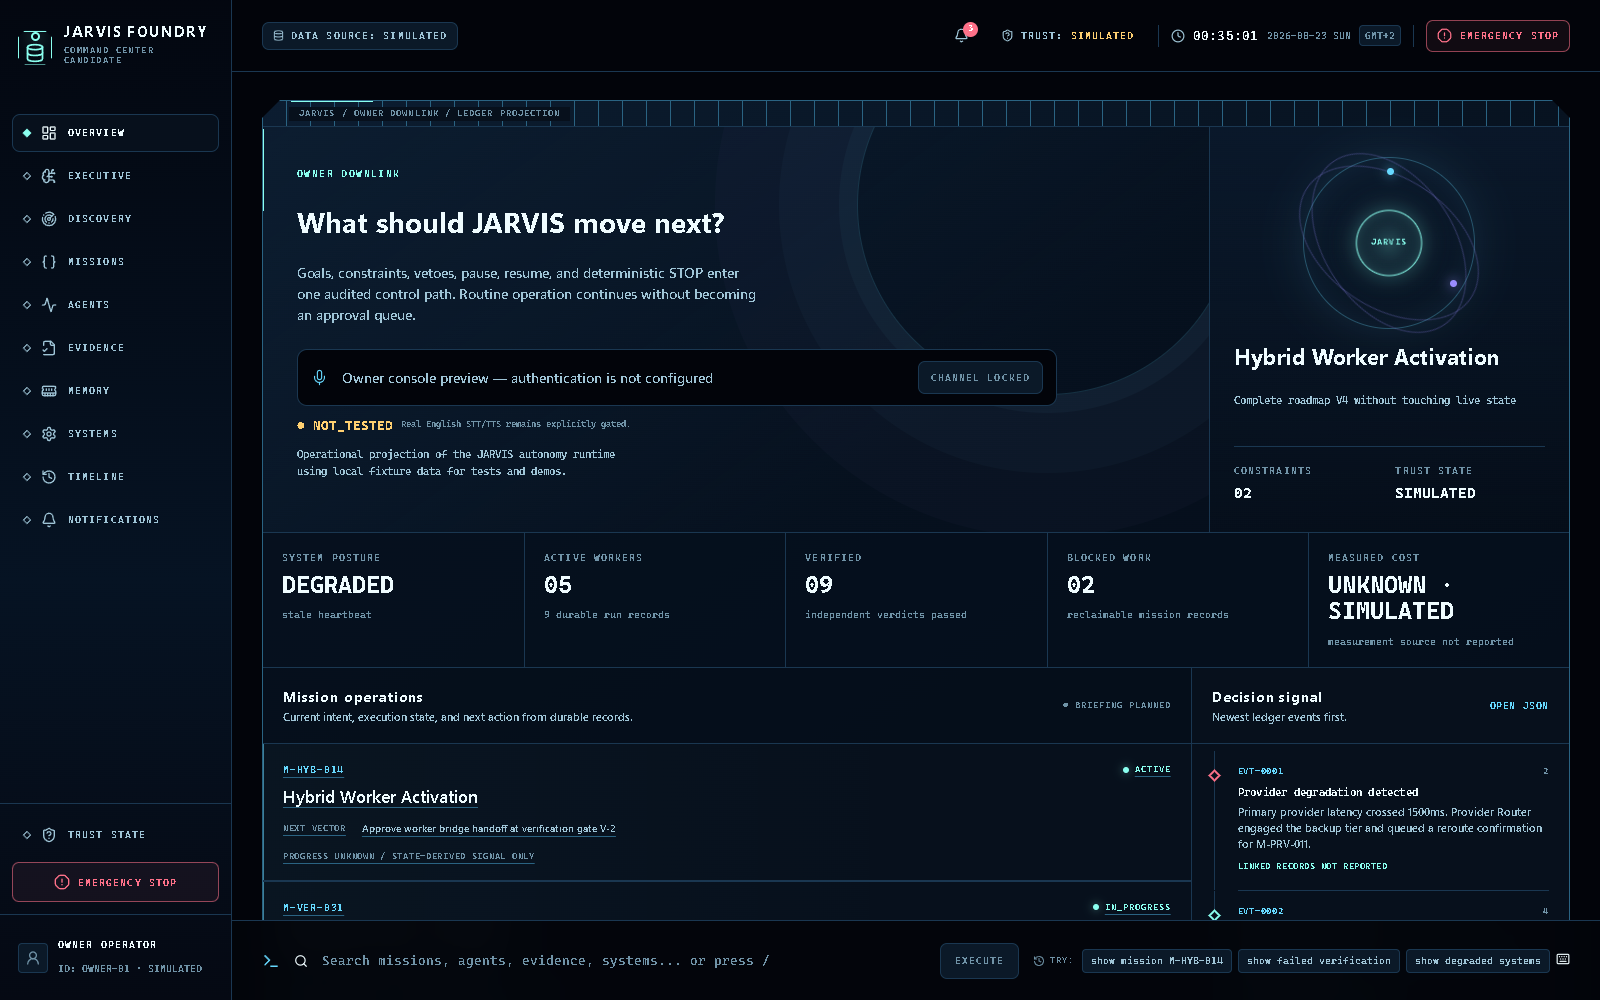 JARVIS FOUNDRY
COMMAND CENTER
CANDIDATE
OVERVIEW
EXECUTIVE
DISCOVERY
MISSIONS
AGENTS
EVIDENCE
MEMORY
SYSTEMS
TIMELINE
NOTIFICATIONS
TRUST STATE
EMERGENCY STOP
OWNER OPERATOR
ID: OWNER-01 · SIMULATED
DATA SOURCE: SIMULATED
3
TRUST: SIMULATED
00:35:01 2026-08-23 SUN GMT+2
EMERGENCY STOP
JARVIS / OWNER DOWNLINK / LEDGER PROJECTION
OWNER DOWNLINK
What should JARVIS move next?
Goals, constraints, vetoes, pause, resume, and deterministic STOP enter
one audited control path. Routine operation continues without becoming
an approval queue.
Owner console preview — authentication is not configured
CHANNEL LOCKED
NOT_TESTED Real English STT/TTS remains explicitly gated.
Operational projection of the JARVIS autonomy runtime
using local fixture data for tests and demos.
JARVIS
Hybrid Worker Activation
Complete roadmap V4 without touching live state
CONSTRAINTS
02
TRUST STATE
SIMULATED
SYSTEM POSTURE
DEGRADED
stale heartbeat
ACTIVE WORKERS
05
9 durable run records
VERIFIED
09
independent verdicts passed
BLOCKED WORK
02
reclaimable mission records
MEASURED COST
UNKNOWN ·
SIMULATED
measurement source not reported
Mission operations
Current intent, execution state, and next action from durable records.
BRIEFING PLANNED
M-HYB-014
ACTIVE
Hybrid Worker Activation
NEXT VECTOR Approve worker bridge handoff at verification gate V-2
PROGRESS UNKNOWN / STATE-DERIVED SIGNAL ONLY
M-VER-031
IN_PROGRESS
Decision signal
Newest ledger events first.
OPEN JSON
EVT-0001 2
Provider degradation detected
Primary provider latency crossed 1500ms. Provider Router
engaged the backup tier and queued a reroute confirmation
for M-PRV-011.
LINKED RECORDS NOT REPORTED
EVT-0002 4
Search missions, agents, evidence, systems... or press /
EXECUTE
TRY: show mission M-HYB-014 show failed verification show degraded systems